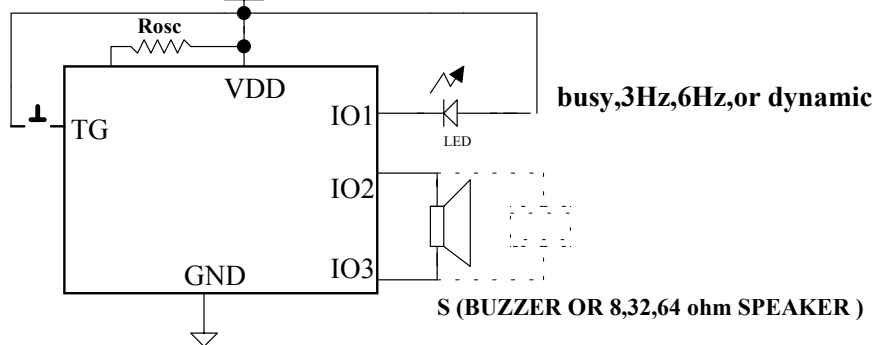 Rosc
VDD
busy,3Hz,6Hz,or dynamic
IO1
TG
LED
IO2
IO3
GND
S (BUZZER OR 8,32,64 ohm SPEAKER )